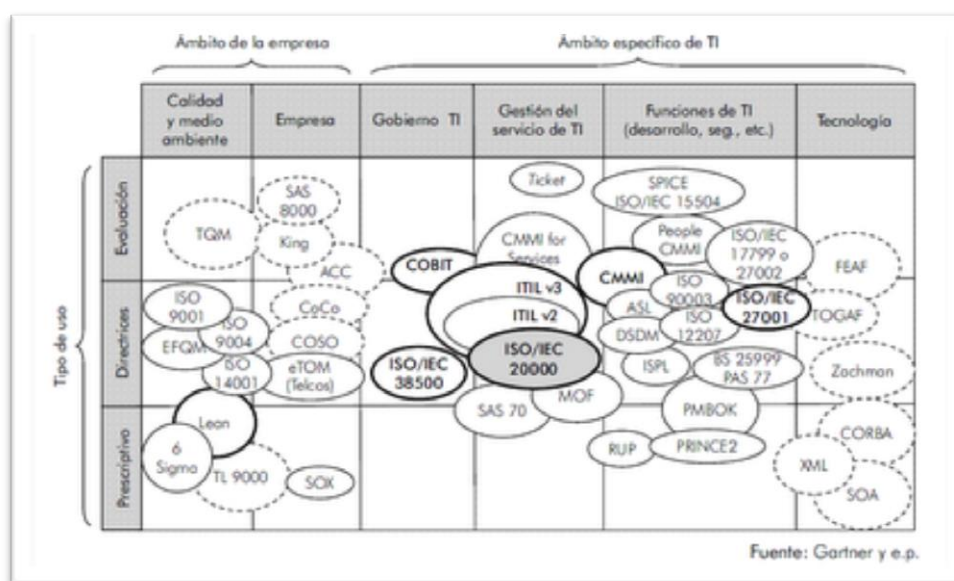 Ámbito de la empresa
Ámbito específico de TI
Calidad
y medio
ambiente
Empresa
Gobierno TI
Gestión del
servicio de TI
Funciones de TI
(desarrollo, seg., etc.)
Tecnología
Tipo de uso
Evaluación
Directrices
Prescriptivo
TQM
SAS
8000
King
ACC
COBIT
Ticket
CMMI for
Services
SPICE
ISO/IEC 15504
People
CMMI
ISO/IEC
17799 o
27002
FEAF
CMMI
ISO
9001
ISO
9004
EFQM
ISO
14001
CoCo
COSO
eTOM
(Telcos)
ISO/IEC
38500
ITIL v3
ITIL v2
ISO/IEC
20000
ASL
ISO
90003
ISO/IEC
27001
DSDM
ISO
12207
ISPL
BS 25999
PAS 77
TOGAF
Zachman
Lean
6
Sigma
TL 9000
SOX
SAS 70
MOF
PMBOK
RUP
PRINCE2
CORBA
XML
SOA
Fuente: Gartner y e.p.